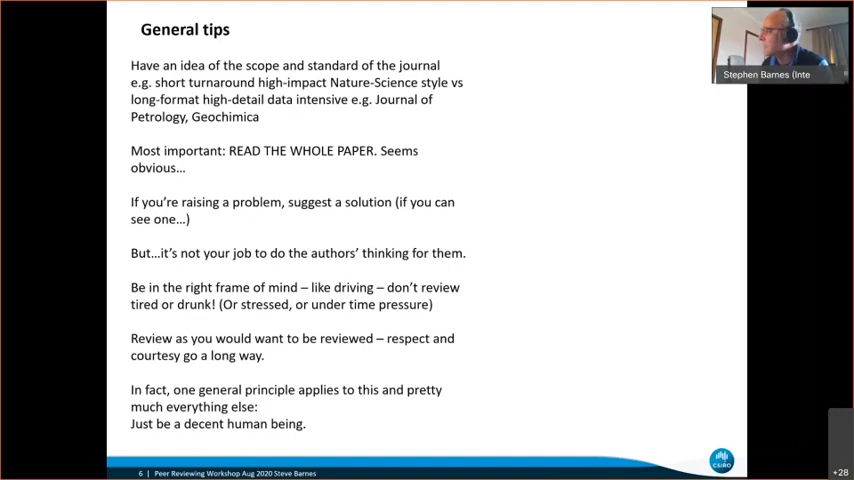 General tips
Have an idea of the scope and standard of the journal
e.g. short turnaround high-impact Nature-Science style vs
long-format high-detail data intensive e.g. Journal of
Petrology, Geochimica
Most important: READ THE WHOLE PAPER. Seems
obvious…
If you’re raising a problem, suggest a solution (if you can
see one…)
But…it’s not your job to do the authors’ thinking for them.
Be in the right frame of mind – like driving – don’t review
tired or drunk! (Or stressed, or under time pressure)
Review as you would want to be reviewed – respect and
courtesy go a long way.
In fact, one general principle applies to this and pretty
much everything else:
Just be a decent human being.
6 | Peer Reviewing Workshop Aug 2020 Steve Barnes
CSIRO
Stephen Barnes (Inte
+28